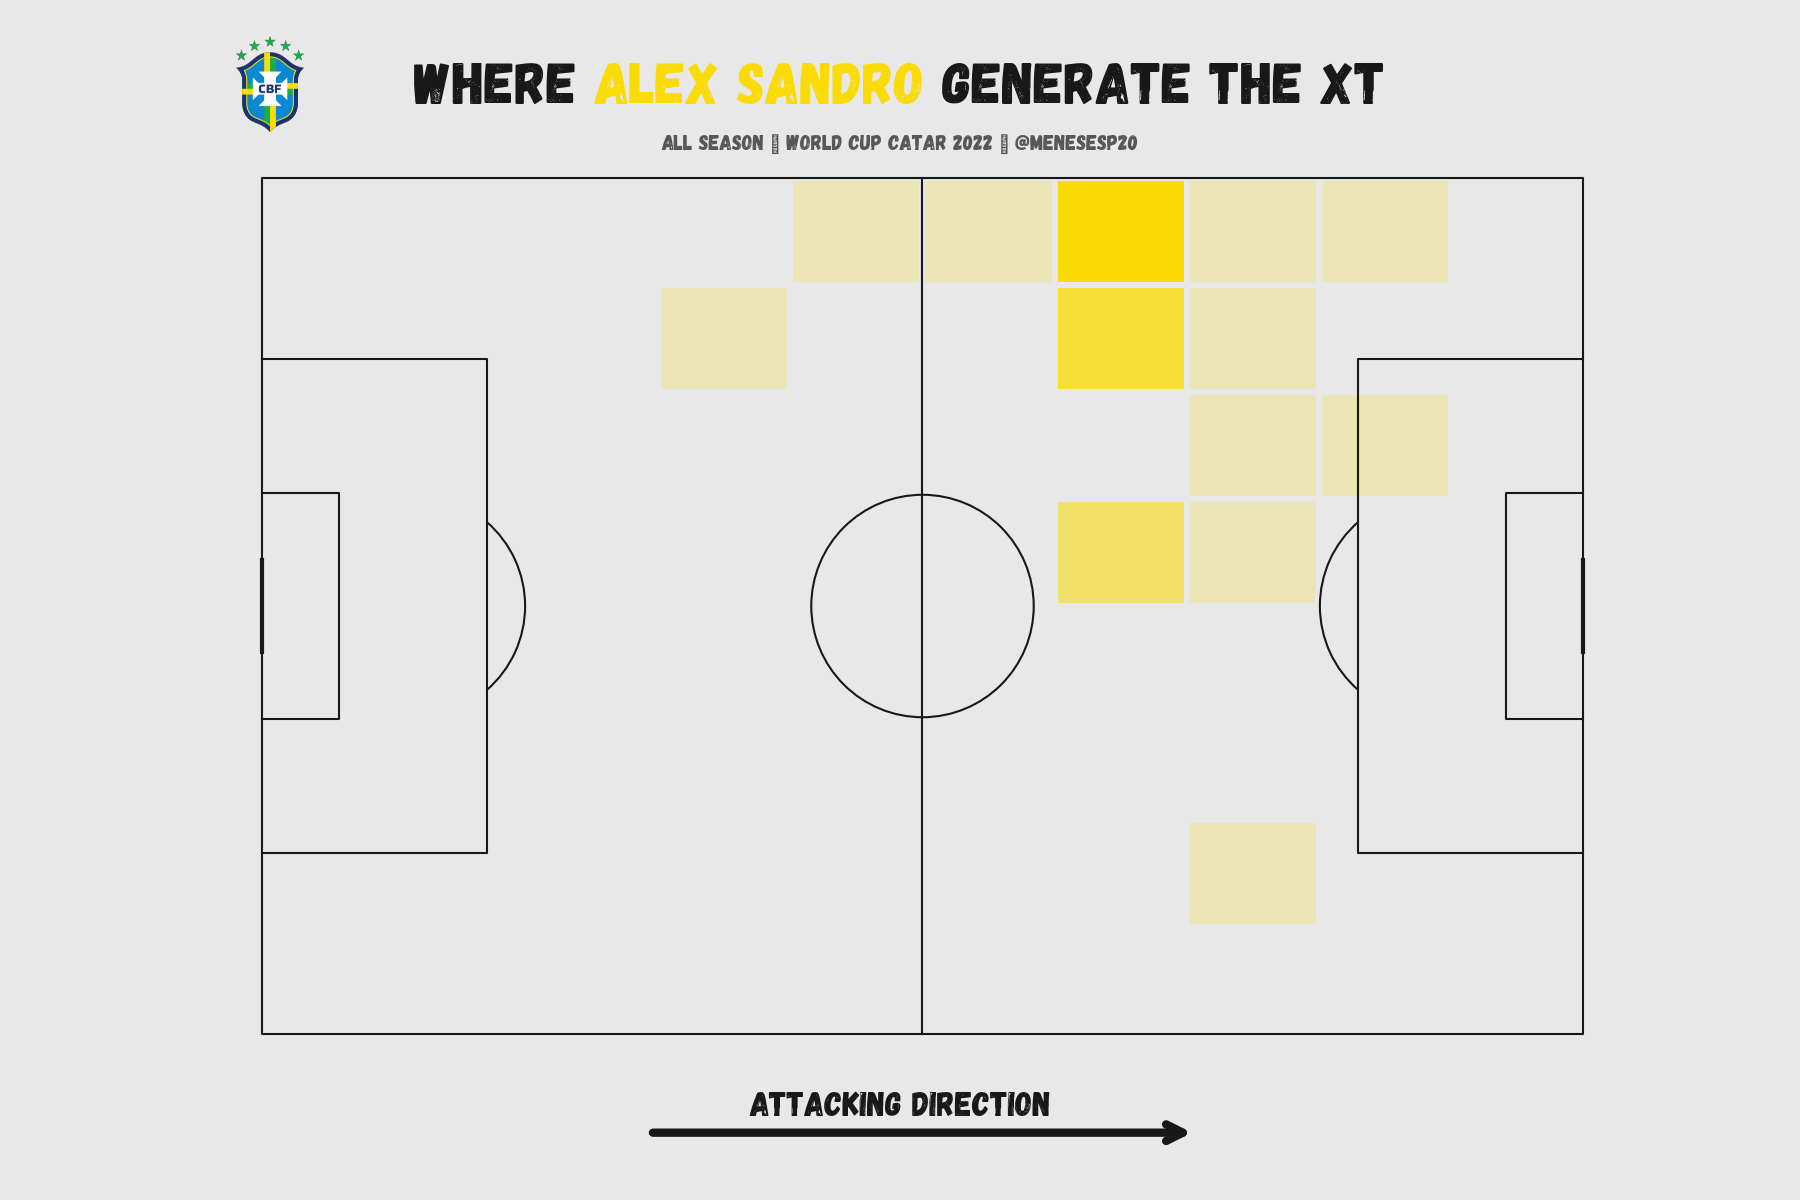 CBF
WHERE ALEX SANDRO GENERATE THE XT
ALL SEASON ▯ WORLD CUP CATAR 2022 ▯ @MENESESP20
ATTACKING DIRECTION